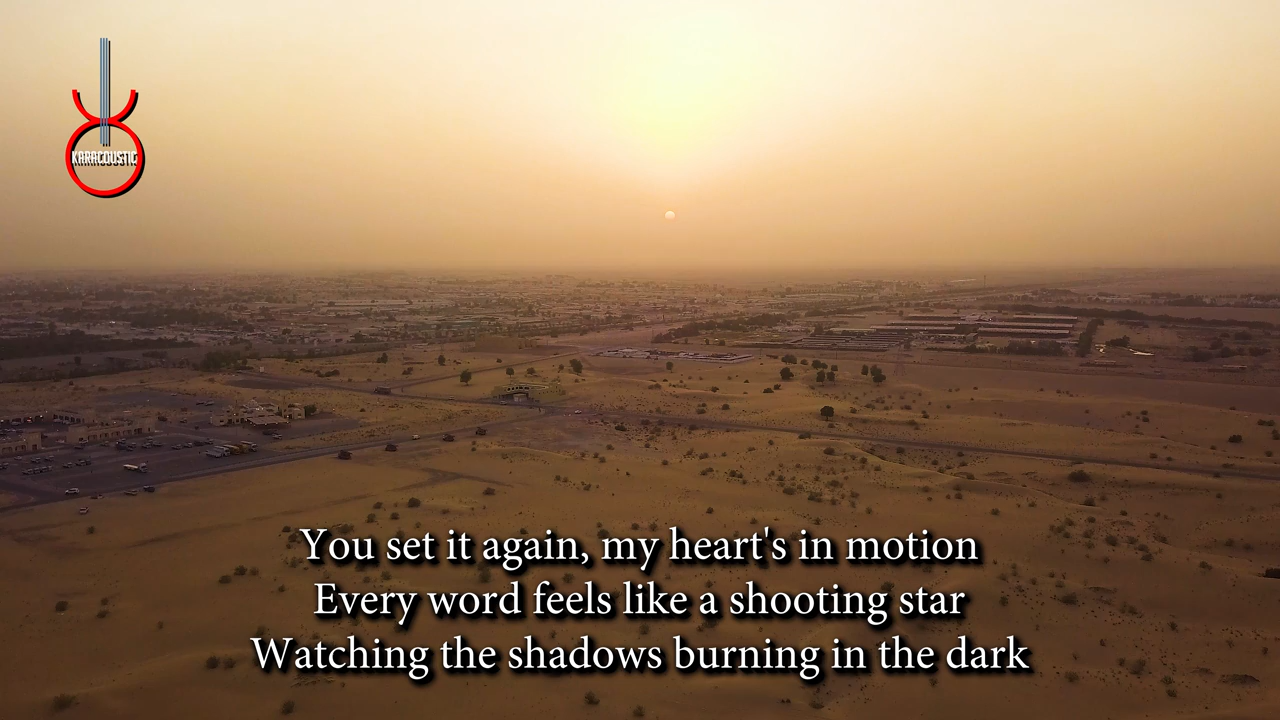 KARACOUSTIC
You set it again, my heart's in motion
Every word feels like a shooting star
Watching the shadows burning in the dark